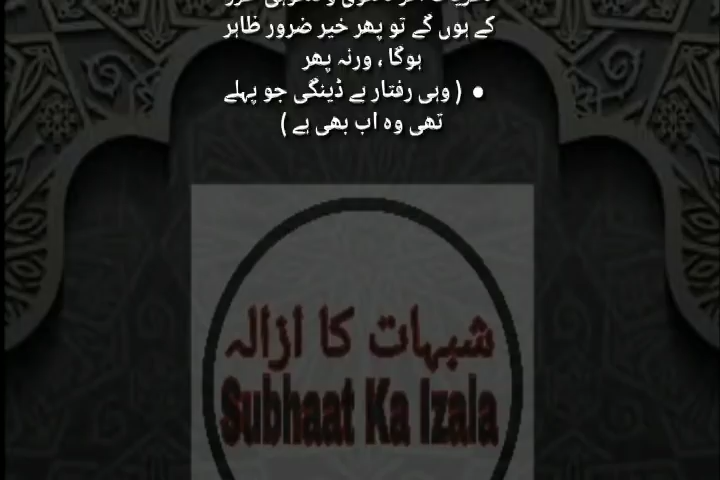 کے ہوں گے تو پھر خیر ضرور ظاہر
ہوگا ، ورنہ پھر
● ( وہی رفتار بے ڈینگی جو پہلے
تھی وہ اب بھی ہے )
شبہات کا ازالہ
Subhaat Ka Izala